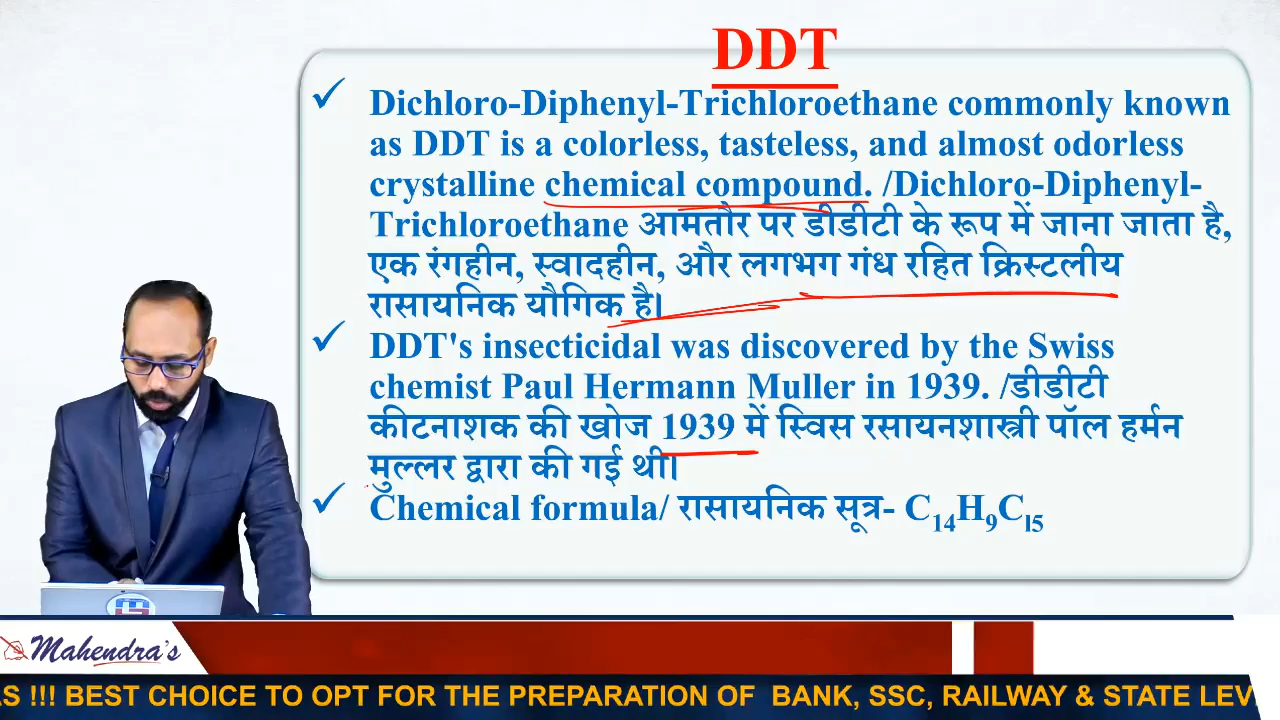 DDT
✓ Dichloro-Diphenyl-Trichloroethane commonly known
as DDT is a colorless, tasteless, and almost odorless
crystalline chemical compound. /Dichloro-Diphenyl-
Trichloroethane आमतौर पर डीडीटी के रूप में जाना जाता है,
एक रंगहीन, स्वादहीन, और लगभग गंध रहित क्रिस्टलीय
रासायनिक यौगिक है।
✓ DDT's insecticidal was discovered by the Swiss
chemist Paul Hermann Muller in 1939. /डीडीटी
कीटनाशक की खोज 1939 में स्विस रसायनशास्त्री पॉल हर्मन
मुल्लर द्वारा की गई थी।
✓ Chemical formula/ रासायनिक सूत्र- C₁₄H₉Cₗ₅
Mahendra's
AS !!! BEST CHOICE TO OPT FOR THE PREPARATION OF BANK, SSC, RAILWAY & STATE LEV